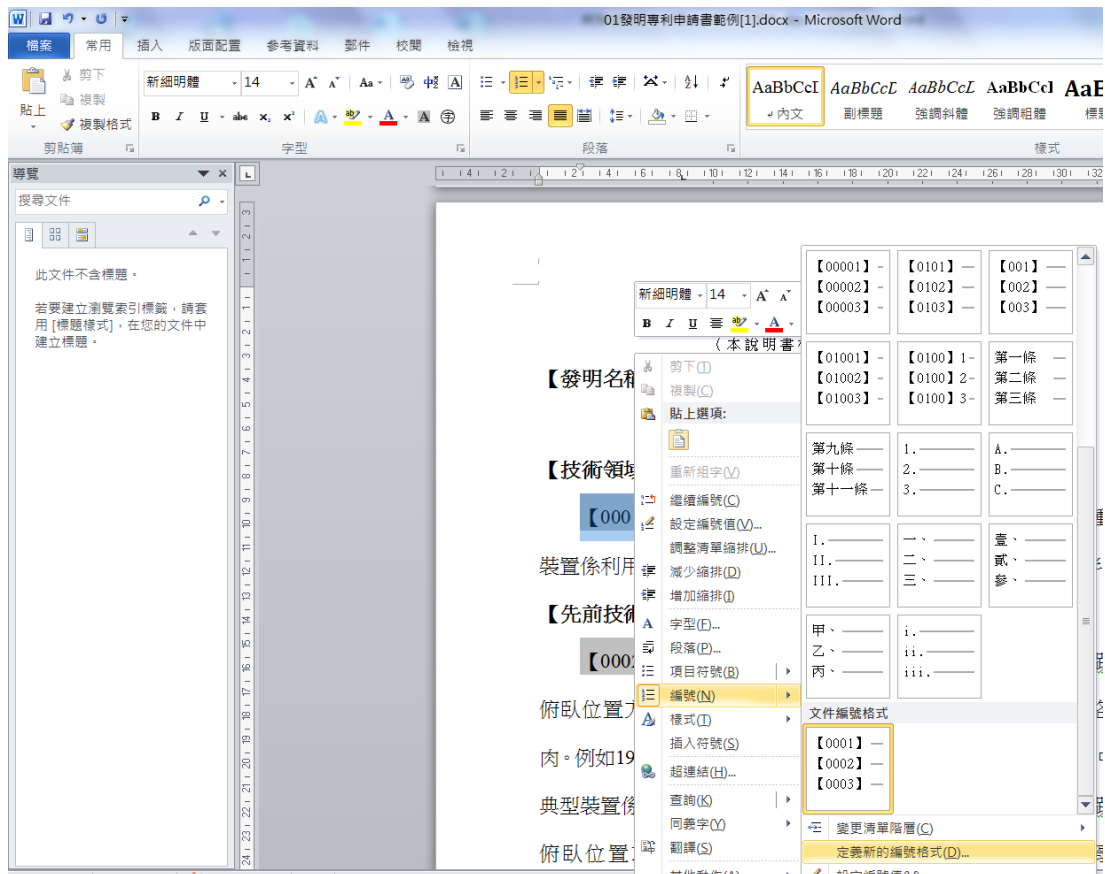 01發明專利申請書範例[1].docx - Microsoft Word
檔案 常用 插入 版面配置 參考資料 郵件 校閱 檢視
貼上
剪下
複製
複製格式
剪貼簿
新細明體 14
字型
段落
AaBbCcI AaBbCcL AaBbCcL AaBbCcl AaB
內文 副標題 強調斜體 強調粗體 標題
樣式
導覽
搜尋文件
此文件不含標題。
若要建立瀏覽索引標籤，請套
用 [標題樣式]，在您的文件中
建立標題。
新細明體 14
（本說明書
【發明名稱
【技術領域
【000
裝置係利用
【先前技術
【0002
俯臥位置
肉。例如19
典型裝置係
俯臥位置
剪下(T)
複製(C)
貼上選項:
重新組字(V)
繼續編號(C)
設定編號值(V)...
調整清單縮排(U)...
減少縮排(D)
增加縮排(I)
字型(F)...
段落(P)...
項目符號(B)
編號(N)
樣式(T)
插入符號(S)
超連結(H)...
查詢(K)
同義字(Y)
翻譯(S)
其他動作(A)
【00001】 【0101】 【001】
【00002】 【0102】 【002】
【00003】 【0103】 【003】
【01001】 【0100】1 第一條
【01002】 【0100】2 第二條
【01003】 【0100】3 第三條
第九條 1. A.
第十條 2. B.
第十一條 3. C.
I. 一、 壹、
II. 二、 貳、
III. 三、 參、
甲、 i.
乙、 ii.
丙、 iii.
文件編號格式
【0001】
【0002】
【0003】
變更清單階層(C)
定義新的編號格式(D)...